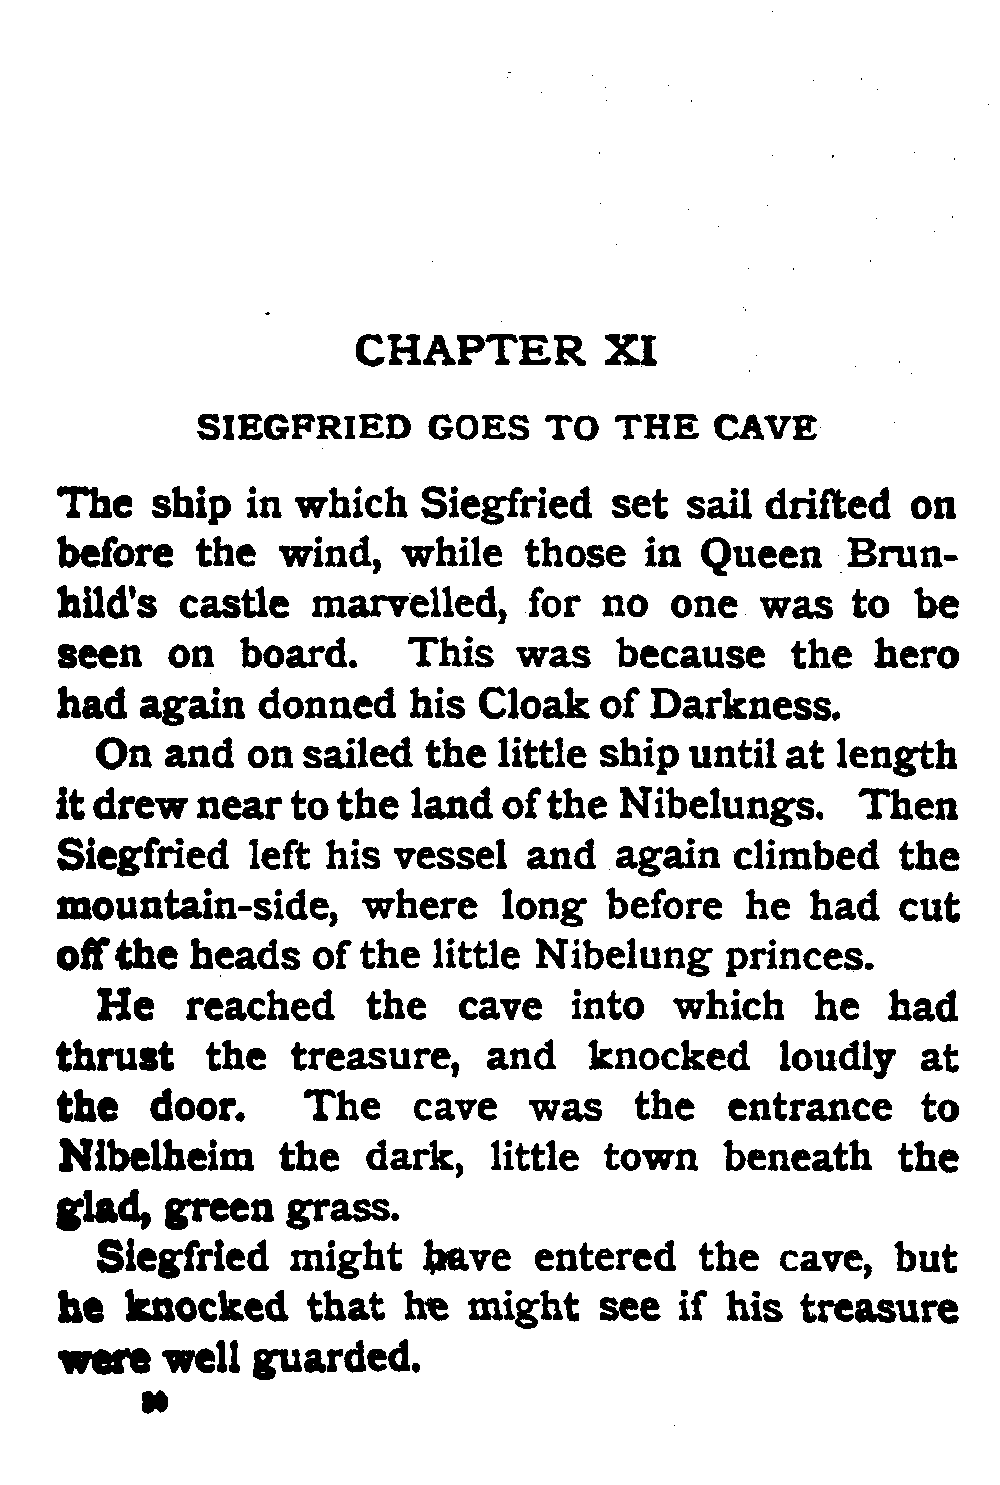 CHAPTER XI
SIEGFRIED GOES TO THE CAVE
The ship in which Siegfried set sail drifted on
before the wind, while those in Queen Brun-
hild's castle marvelled, for no one was to be
seen on board. This was because the hero
had again donned his Cloak of Darkness.
On and on sailed the little ship until at length
it drew near to the land of the Nibelungs. Then
Siegfried left his vessel and again climbed the
mountain-side, where long before he had cut
off the heads of the little Nibelung princes.
He reached the cave into which he had
thrust the treasure, and knocked loudly at
the door. The cave was the entrance to
Nibelheim the dark, little town beneath the
glad, green grass.
Siegfried might have entered the cave, but
he knocked that he might see if his treasure
were well guarded.